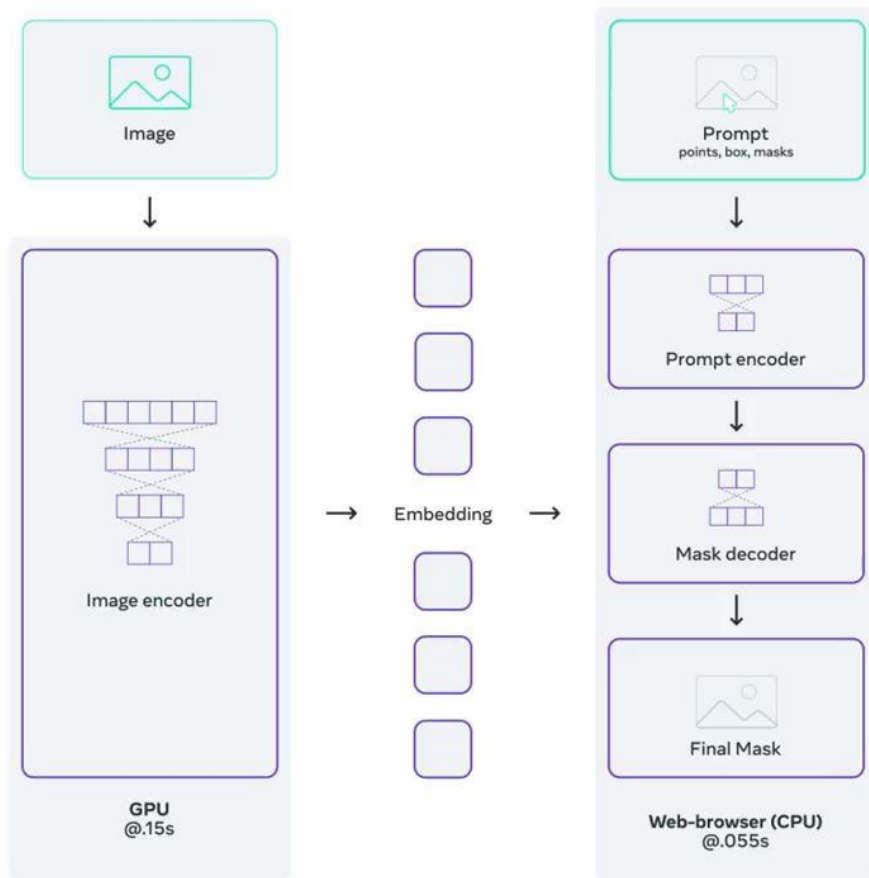 Image
Image encoder
GPU
@.15s
Embedding
Prompt
points, box, masks
Prompt encoder
Mask decoder
Final Mask
Web-browser (CPU)
@.055s